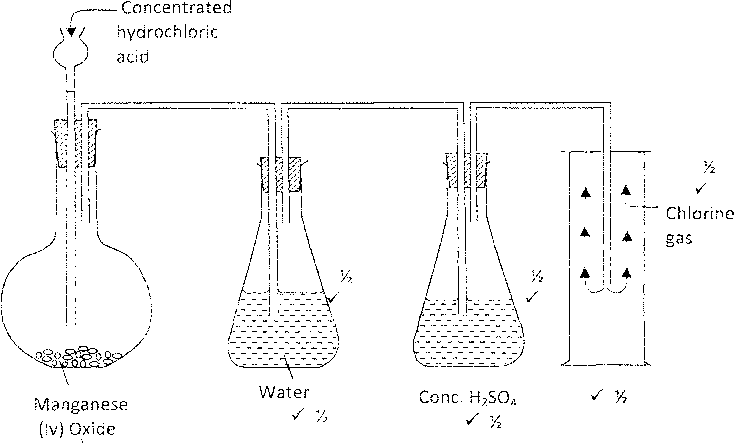 Concentrated
hydrochloric
acid
½
✓
Chlorine
gas
½
✓
½
✓
Water
✓ ½
Conc. H₂SO₄
✓ ½
✓ ½
Manganese
(Iv) Oxide